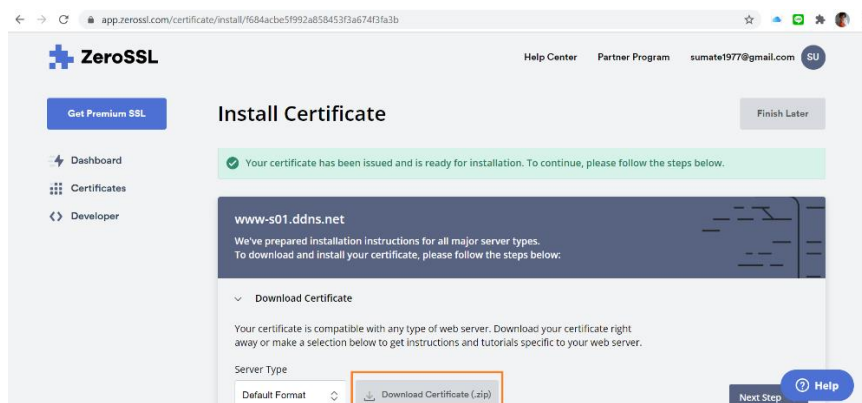 app.zerossl.com/certificate/install/f684acbe5f992a858453f3a674f3fa3b
ZeroSSL
Help Center
Partner Program
sumate1977@gmail.com
SU
Get Premium SSL
Install Certificate
Finish Later
Dashboard
Your certificate has been issued and is ready for installation. To continue, please follow the steps below.
Certificates
Developer
www-s01.ddns.net
We've prepared installation instructions for all major server types.
To download and install your certificate, please follow the steps below:
Download Certificate
Your certificate is compatible with any type of web server. Download your certificate right
away or make a selection below to get instructions and tutorials specific to your web server.
Server Type
Default Format
Download Certificate (.zip)
Next Step
Help